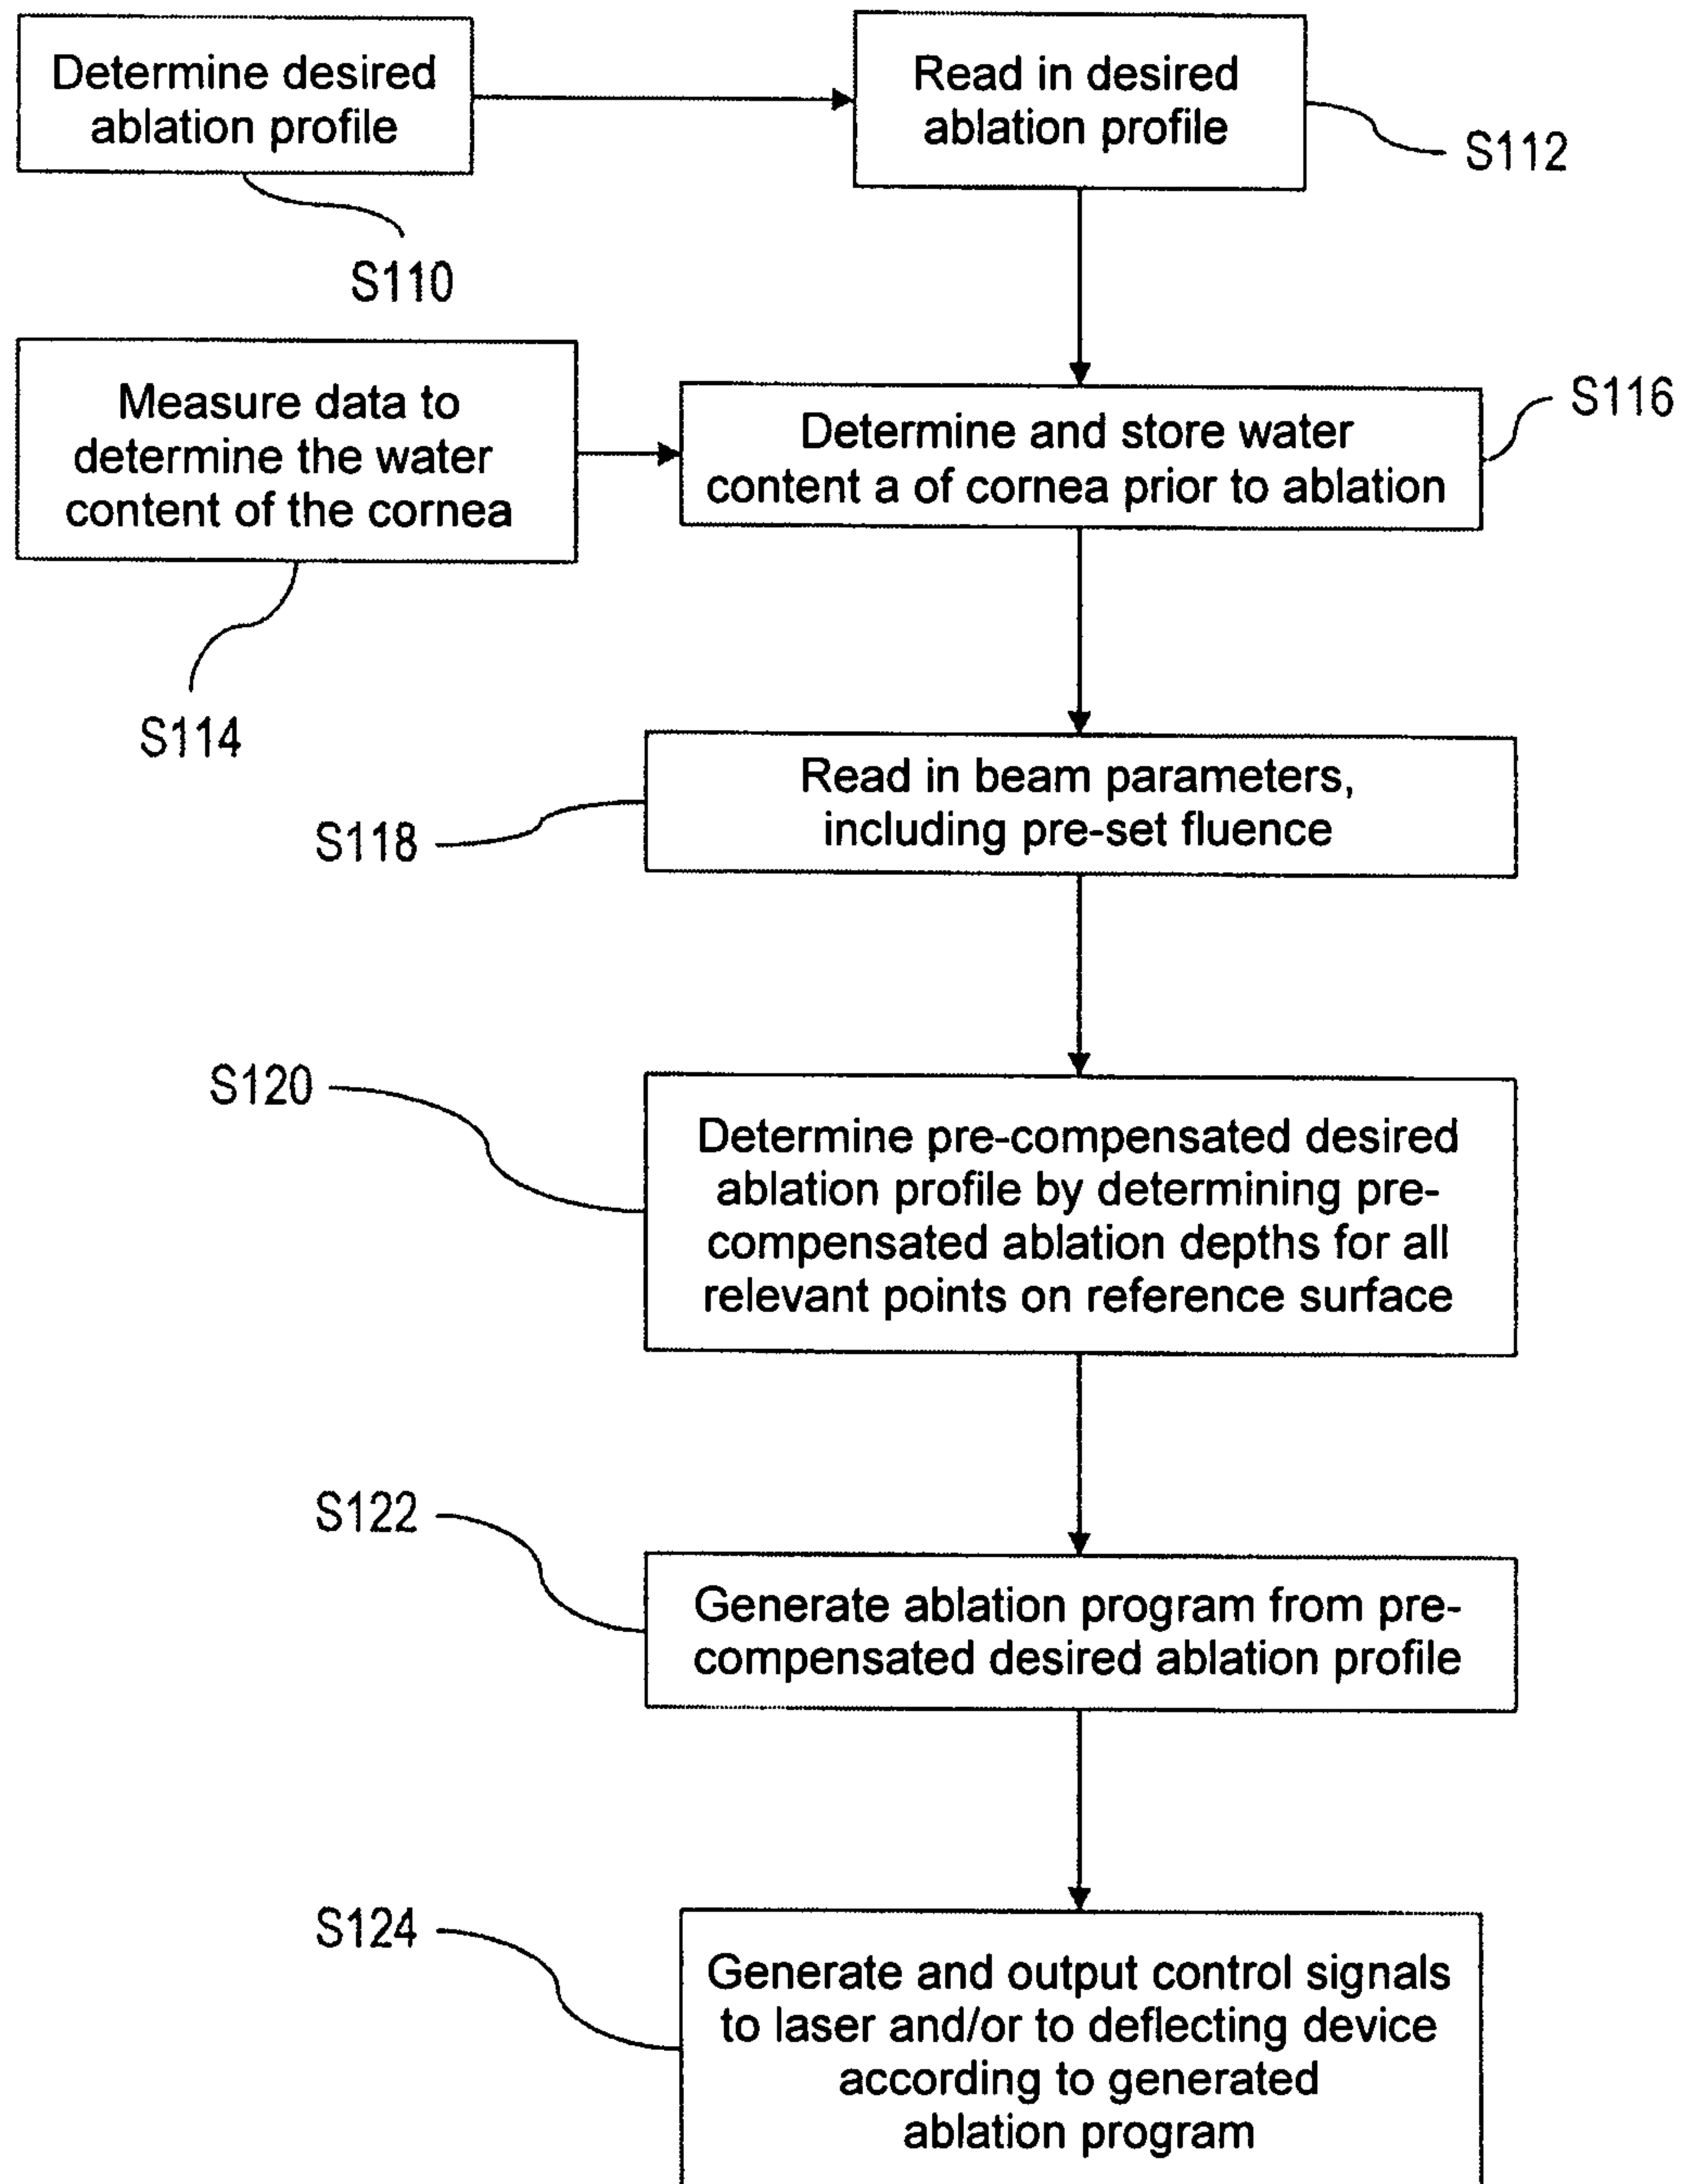 Determine desired
ablation profile
Read in desired
ablation profile
S112
S110
Measure data to
determine the water
content of the cornea
Determine and store water
content a of cornea prior to ablation
S116
S114
Read in beam parameters,
including pre-set fluence
S118
S120
Determine pre-compensated desired
ablation profile by determining pre-
compensated ablation depths for all
relevant points on reference surface
S122
Generate ablation program from pre-
compensated desired ablation profile
S124
Generate and output control signals
to laser and/or to deflecting device
according to generated
ablation program